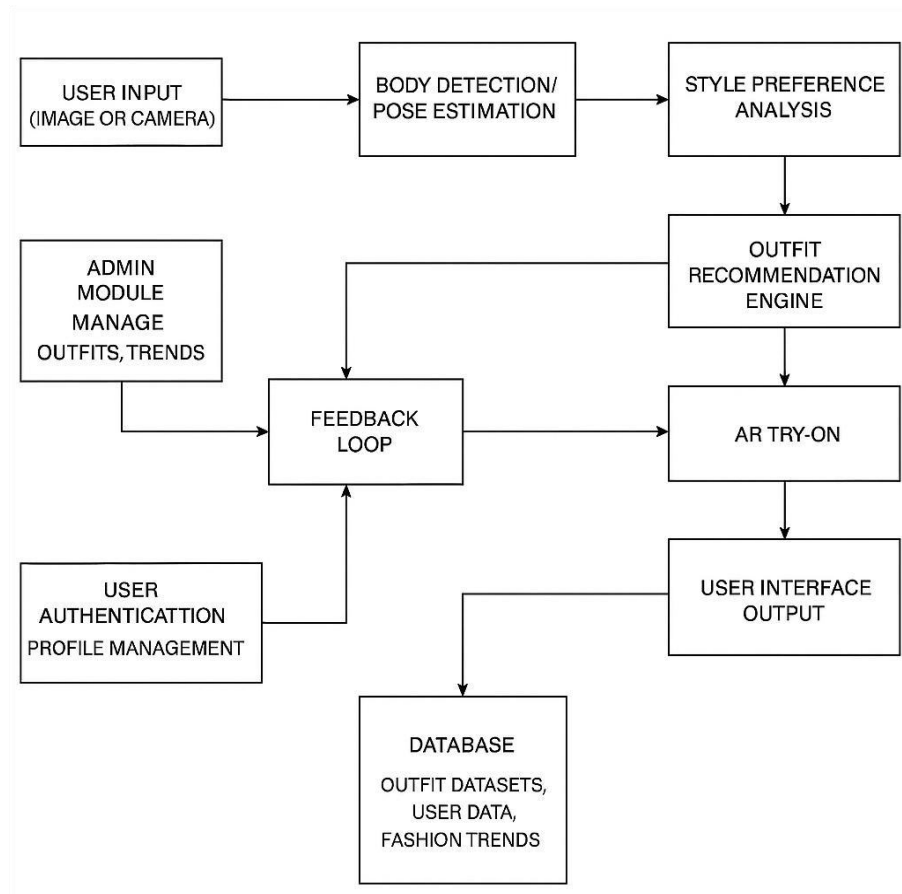 USER INPUT
(IMAGE OR CAMERA)
BODY DETECTION/
POSE ESTIMATION
STYLE PREFERENCE
ANALYSIS
ADMIN
MODULE
MANAGE
OUTFITS, TRENDS
OUTFIT
RECOMMENDATION
ENGINE
FEEDBACK
LOOP
AR TRY-ON
USER
AUTHENTICATTION
PROFILE MANAGEMENT
USER INTERFACE
OUTPUT
DATABASE
OUTFIT DATASETS,
USER DATA,
FASHION TRENDS